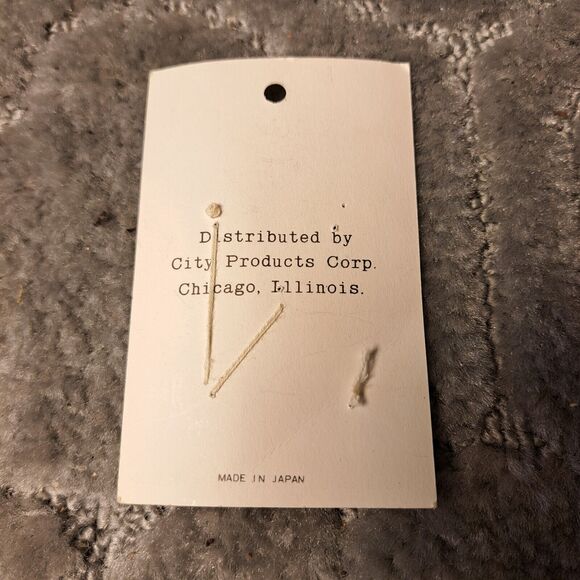 Distributed by
City Products Corp.
Chicago, Illinois.
MADE IN JAPAN